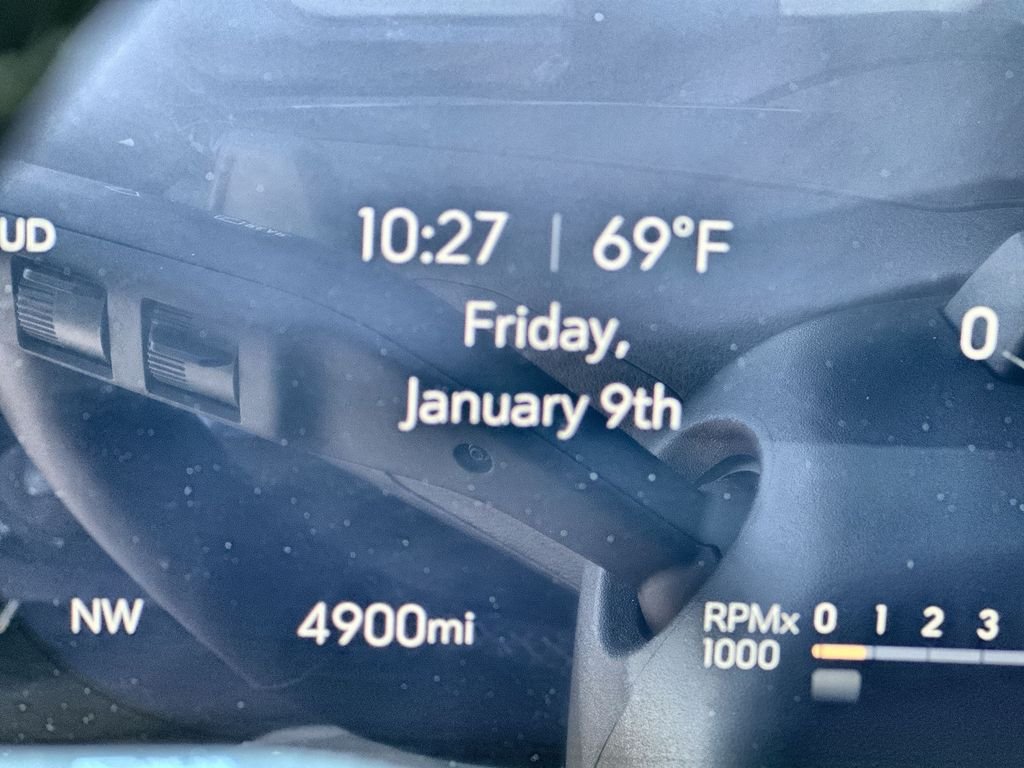 10:27 | 69°F
UD
Friday,
0
January 9th
NW
4900mi
RPMx 0 1 2 3
1000